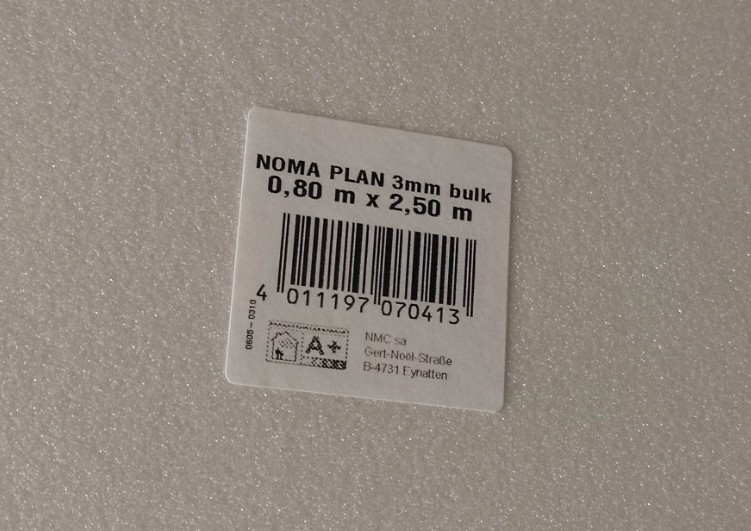 NOMA PLAN 3mm bulk
0,80 m x 2,50 m
4 011197 070413
0605-0310
A+
NMC sa
Gert-Noël-Straße
B-4731 Eynatten